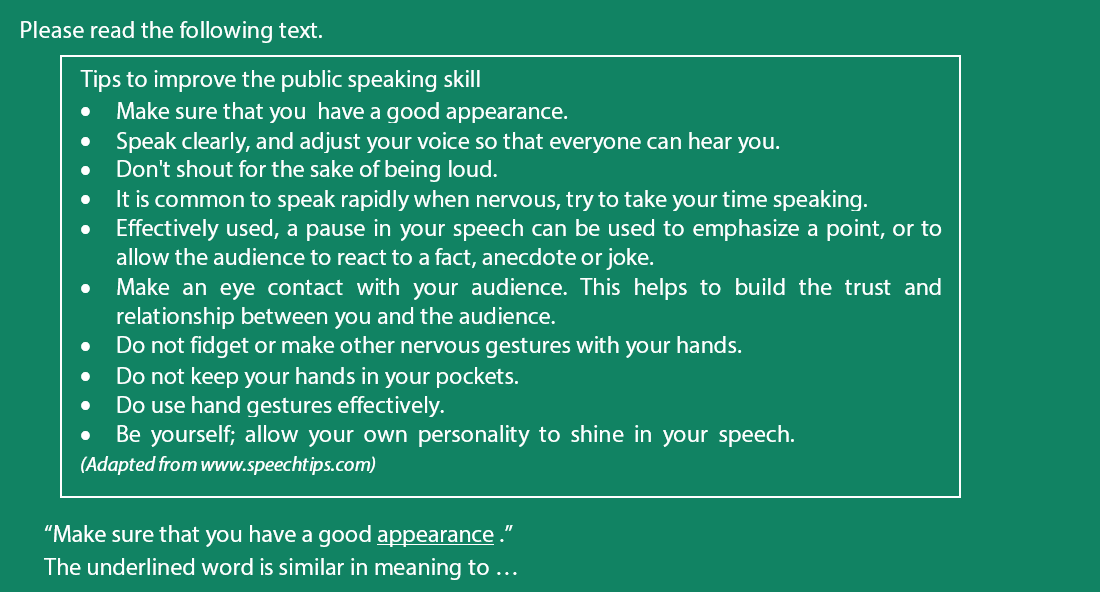 Please read the following text.
Tips to improve the public speaking skill
• Make sure that you  have a good appearance.
• Speak clearly, and adjust your voice so that everyone can hear you.
• Don't shout for the sake of being loud.
• It is common to speak rapidly when nervous, try to take your time speaking.
• Effectively used, a pause in your speech can be used to emphasize a point, or to
allow the audience to react to a fact, anecdote or joke.
• Make an eye contact with your audience. This helps to build the trust and
relationship between you and the audience.
• Do not fidget or make other nervous gestures with your hands.
• Do not keep your hands in your pockets.
• Do use hand gestures effectively.
• Be yourself; allow your own personality to shine in your speech.
(Adapted from www.speechtips.com)
“Make sure that you have a good appearance .”
The underlined word is similar in meaning to …